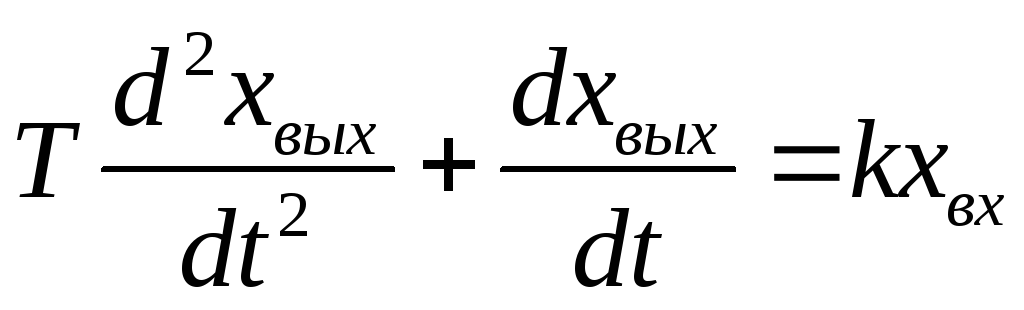 T d²x_вых/dt² + dx_вых/dt = kx_вх